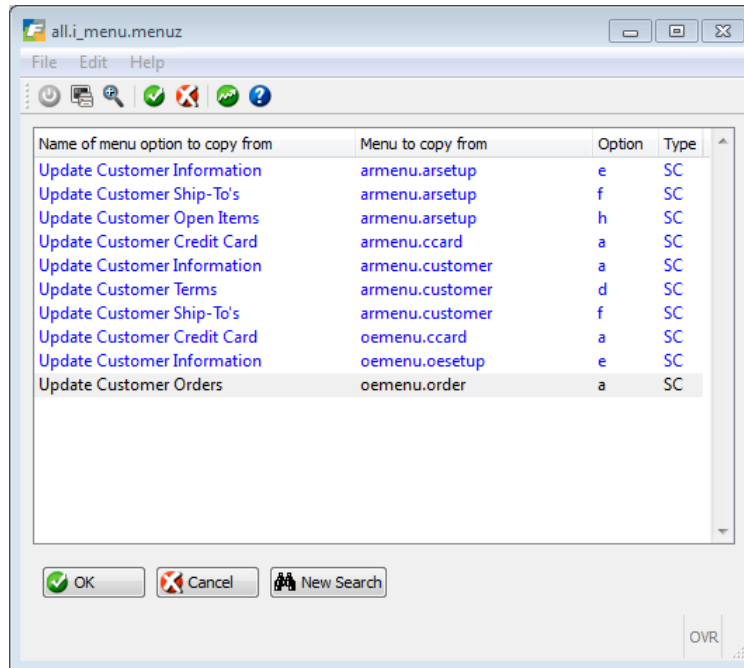 all.i_menu.menuz
File Edit Help
Name of menu option to copy from Menu to copy from Option Type
Update Customer Information armenu.arsetup e SC
Update Customer Ship-To's armenu.arsetup f SC
Update Customer Open Items armenu.arsetup h SC
Update Customer Credit Card armenu.ccard a SC
Update Customer Information armenu.customer a SC
Update Customer Terms armenu.customer d SC
Update Customer Ship-To's armenu.customer f SC
Update Customer Credit Card oemenu.ccard a SC
Update Customer Information oemenu.oesetup e SC
Update Customer Orders oemenu.order a SC
OK Cancel New Search
OVR